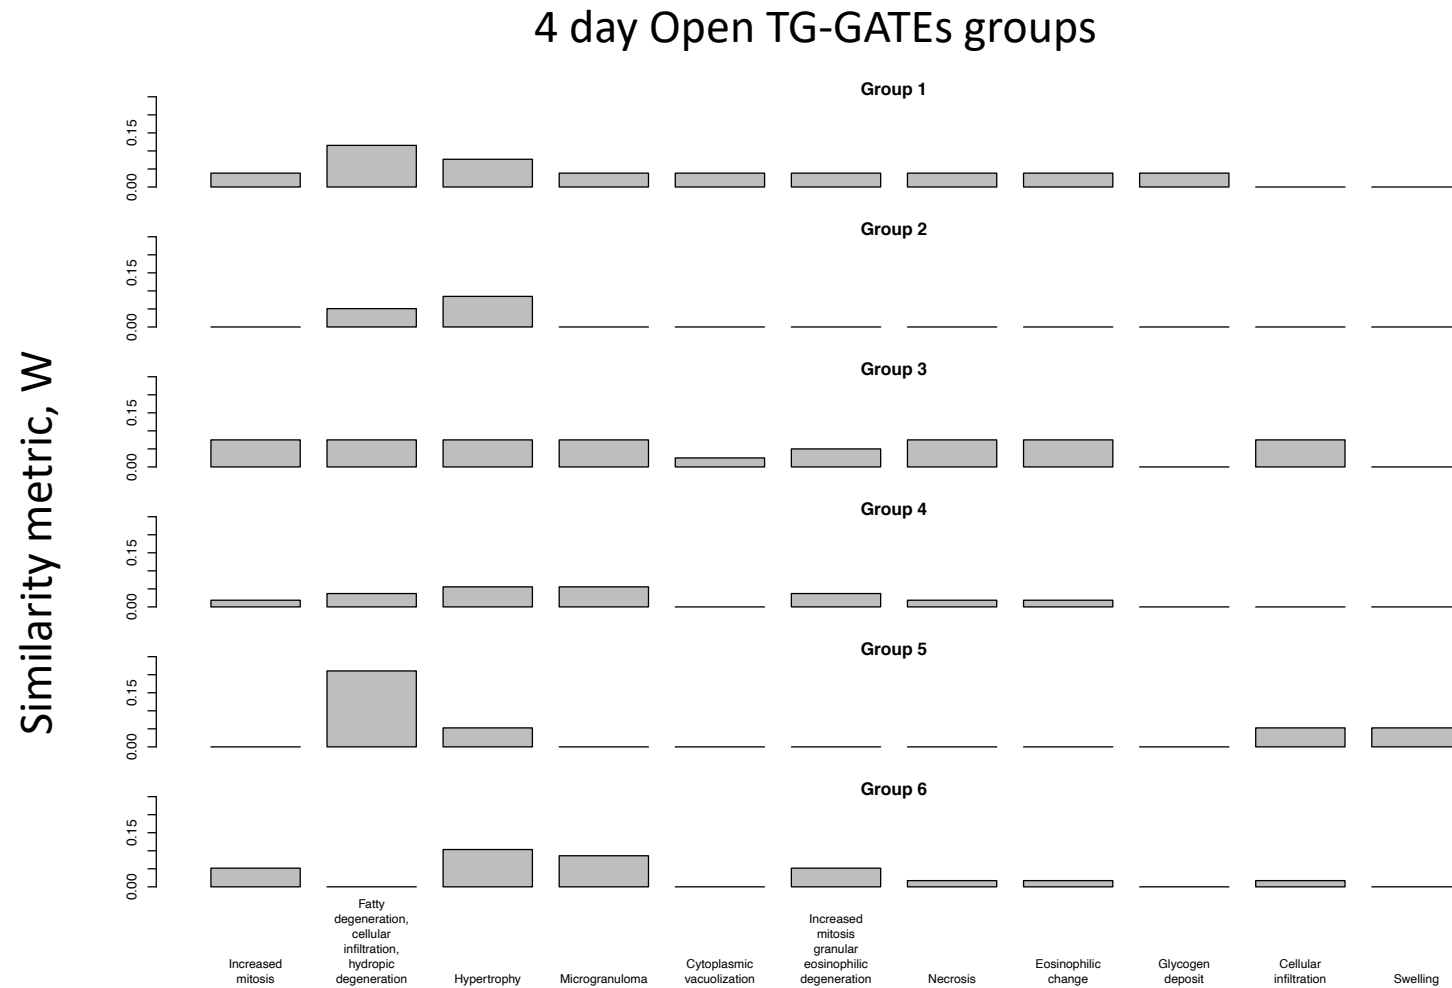 4 day Open TG-GATEs groups
Similarity metric, W
Group 1
0.15
0.00
Group 2
0.15
0.00
Group 3
0.15
0.00
Group 4
0.15
0.00
Group 5
0.15
0.00
Group 6
0.15
0.00
Increased
mitosis
Fatty
degeneration,
cellular
infiltration,
hydropic
degeneration
Hypertrophy
Microgranuloma
Cytoplasmic
vacuolization
Increased
mitosis
granular
eosinophilic
degeneration
Necrosis
Eosinophilic
change
Glycogen
deposit
Cellular
infiltration
Swelling